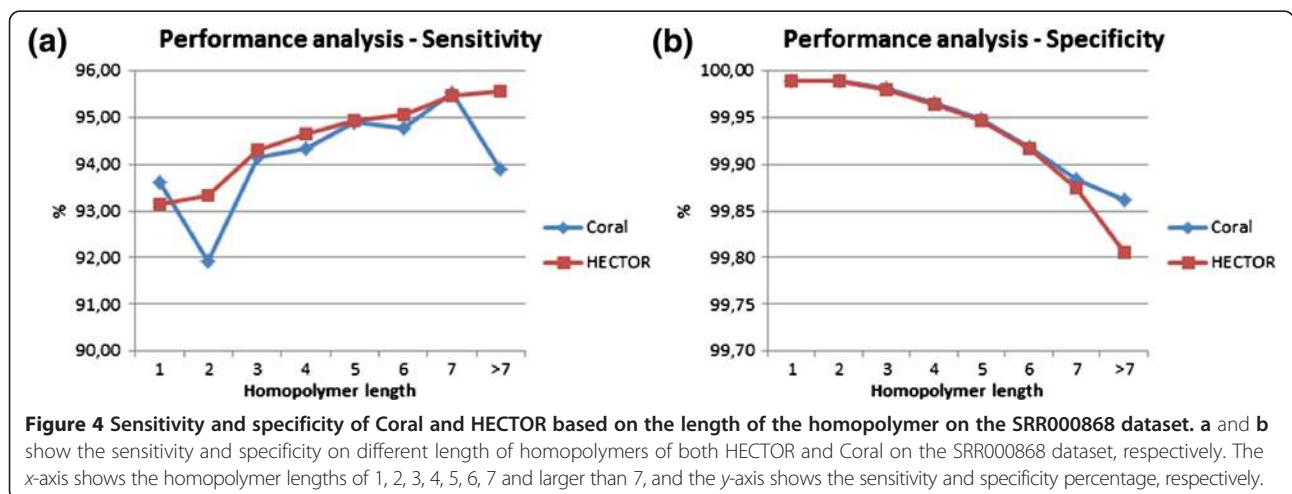 (a) Performance analysis - Sensitivity
96,00
95,00
94,00
93,00
92,00
91,00
90,00
%
1 2 3 4 5 6 7 >7
Homopolymer length
Coral
HECTOR
(b) Performance analysis - Specificity
100,00
99,95
99,90
99,85
99,80
99,75
99,70
%
1 2 3 4 5 6 7 >7
Homopolymer length
Coral
HECTOR
Figure 4 Sensitivity and specificity of Coral and HECTOR based on the length of the homopolymer on the SRR000868 dataset. a and b
show the sensitivity and specificity on different length of homopolymers of both HECTOR and Coral on the SRR000868 dataset, respectively. The
x-axis shows the homopolymer lengths of 1, 2, 3, 4, 5, 6, 7 and larger than 7, and the y-axis shows the sensitivity and specificity percentage, respectively.